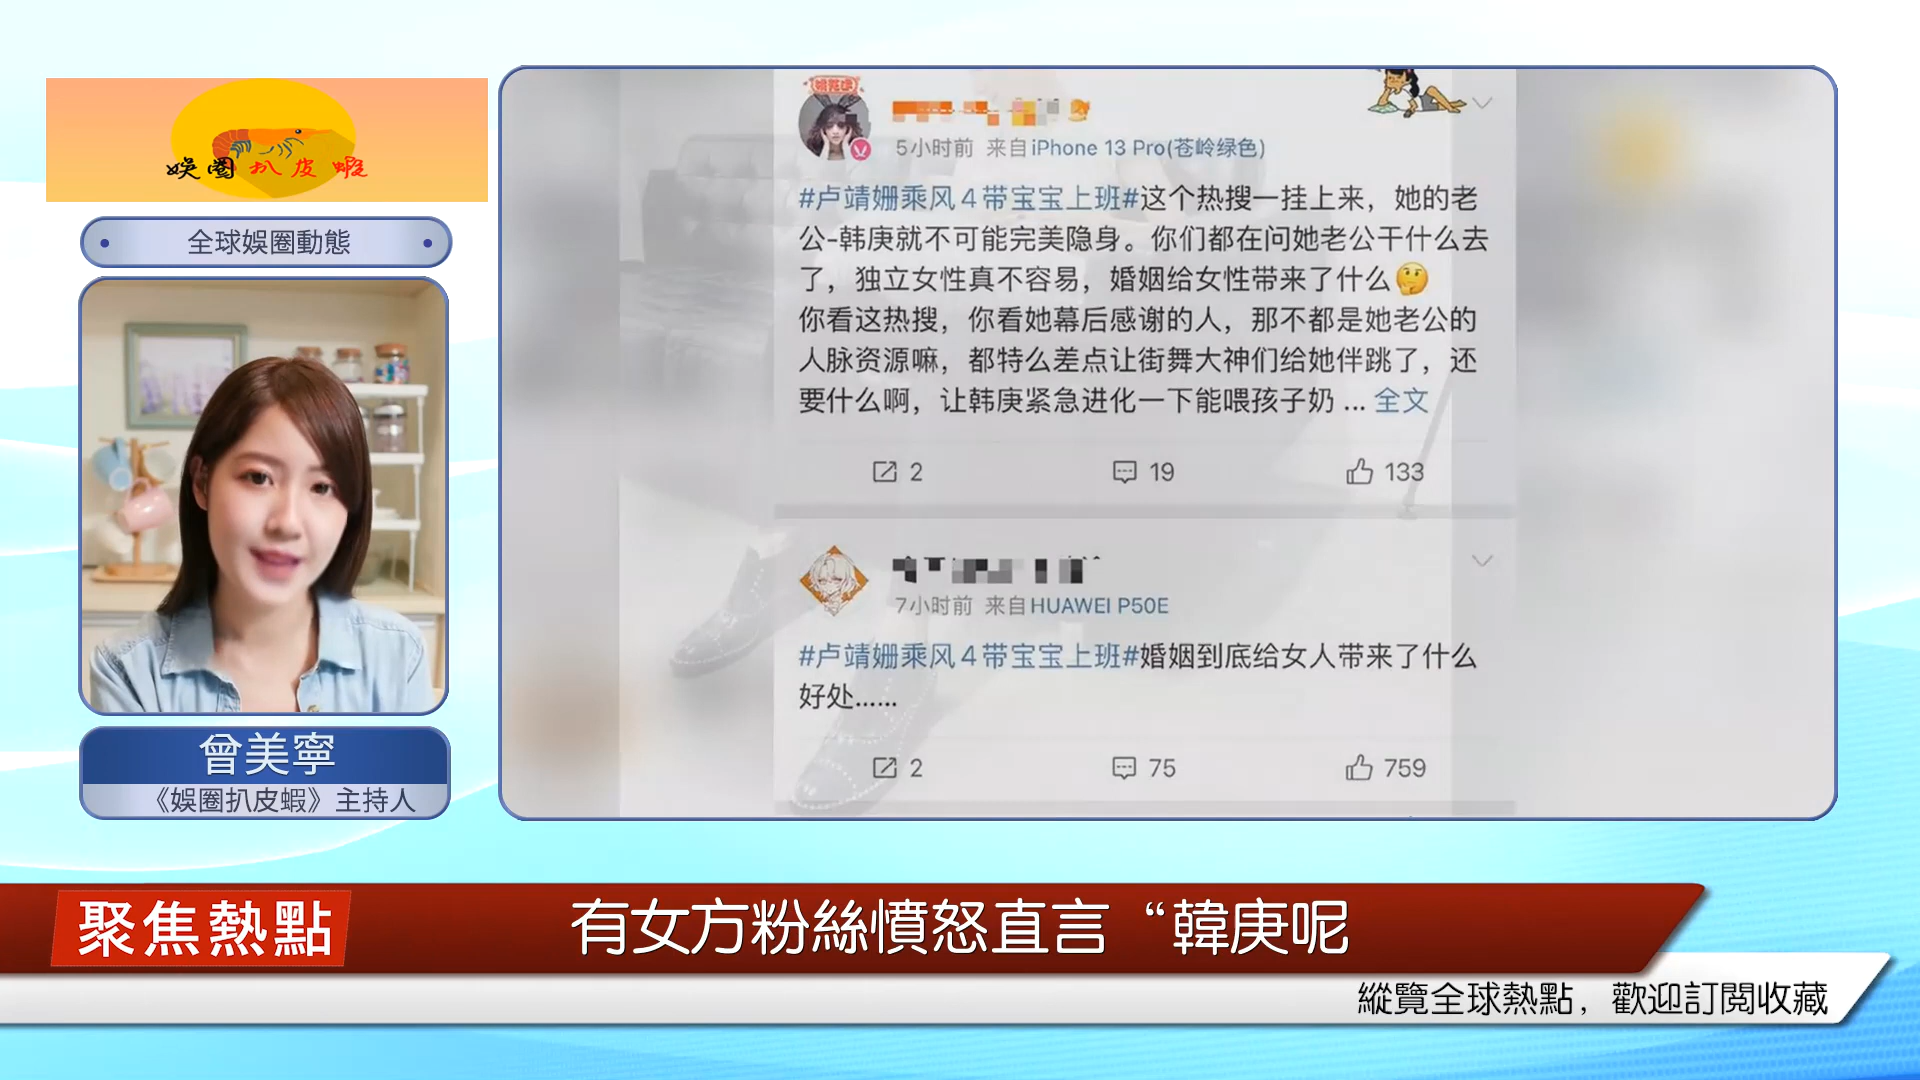 娛圈扒皮蝦
全球娛圈動態
曾美寧
《娛圈扒皮蝦》主持人
5小时前 来自iPhone 13 Pro(苍岭绿色)
#卢靖姗乘风4带宝宝上班#这个热搜一挂上来，她的老
公-韩庚就不可能完美隐身。你们都在问她老公干什么去
了，独立女性真不容易，婚姻给女性带来了什么🤔
你看这热搜，你看她幕后感谢的人，那不都是她老公的
人脉资源嘛，都特么差点让街舞大神们给她伴跳了，还
要什么啊，让韩庚紧急进化一下能喂孩子奶 ... 全文
2 19 133
7小时前 来自HUAWEI P50E
#卢靖姗乘风4带宝宝上班#婚姻到底给女人带来了什么
好处......
2 75 759
聚焦熱點
有女方粉絲憤怒直言“韓庚呢
縱覽全球熱點，歡迎訂閱收藏